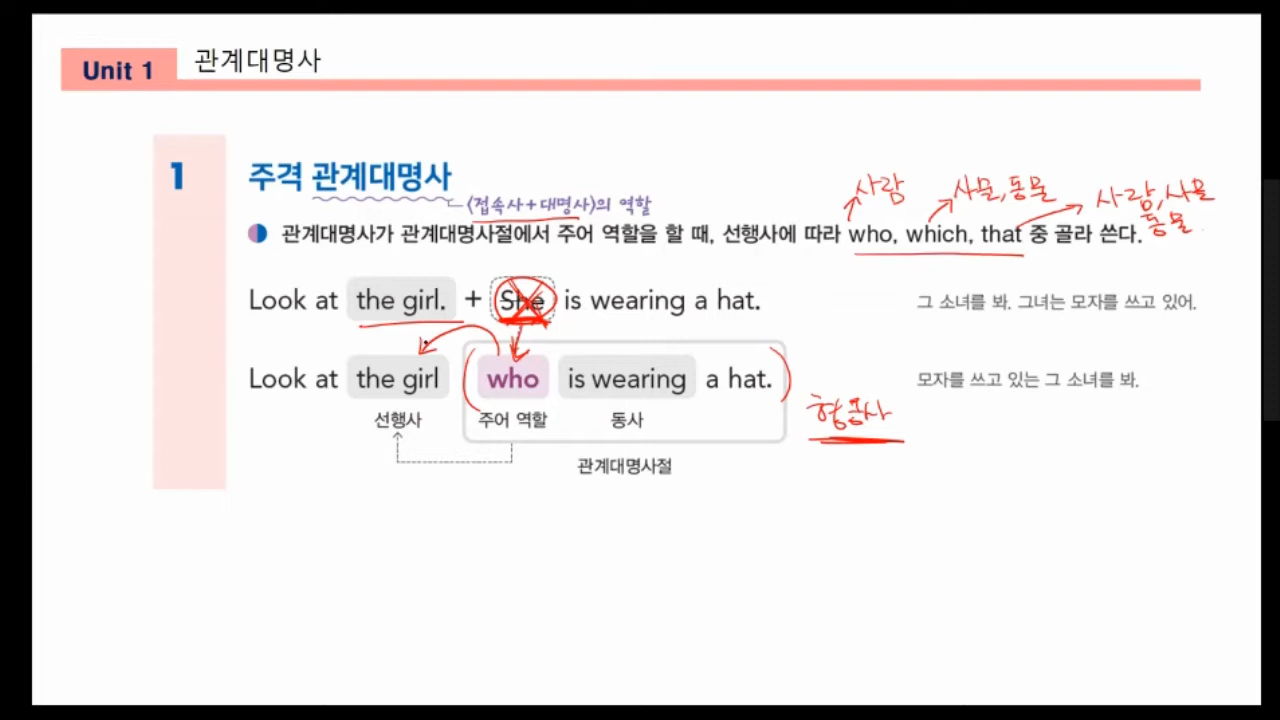 Unit 1 관계대명사
1 주격 관계대명사
(접속사+대명사)의 역할
사람 사물,동물 사람,사물
동물
관계대명사가 관계대명사절에서 주어 역할을 할 때, 선행사에 따라 who, which, that 중 골라 쓴다.
Look at the girl. + She is wearing a hat. 그 소녀를 봐. 그녀는 모자를 쓰고 있어.
Look at the girl who is wearing a hat. 모자를 쓰고 있는 그 소녀를 봐.
형용사
선행사 주어 역할 동사
관계대명사절